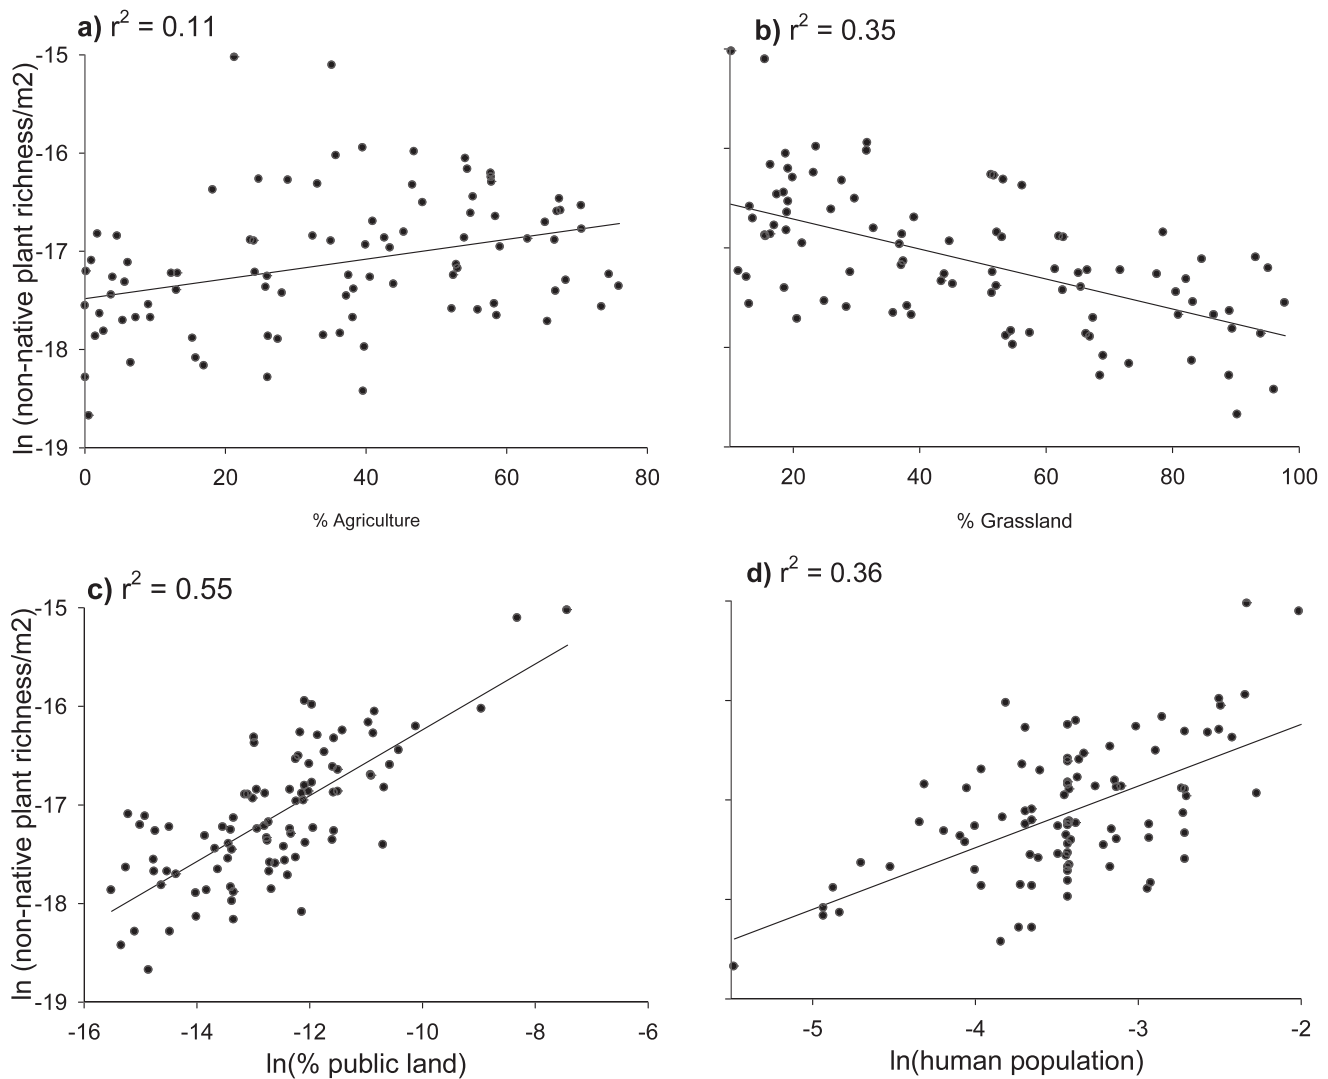 a) r2 = 0.11
b) r2 = 0.35
ln (non-native plant richness/m2)
-15
-16
-17
-18
-19
0 20 40 60 80
20 40 60 80 100
% Agriculture
% Grassland
c) r2 = 0.55
d) r2 = 0.36
ln (non-native plant richness/m2)
-15
-16
-17
-18
-19
-16 -14 -12 -10 -8 -6
-5 -4 -3 -2
ln(% public land)
ln(human population)